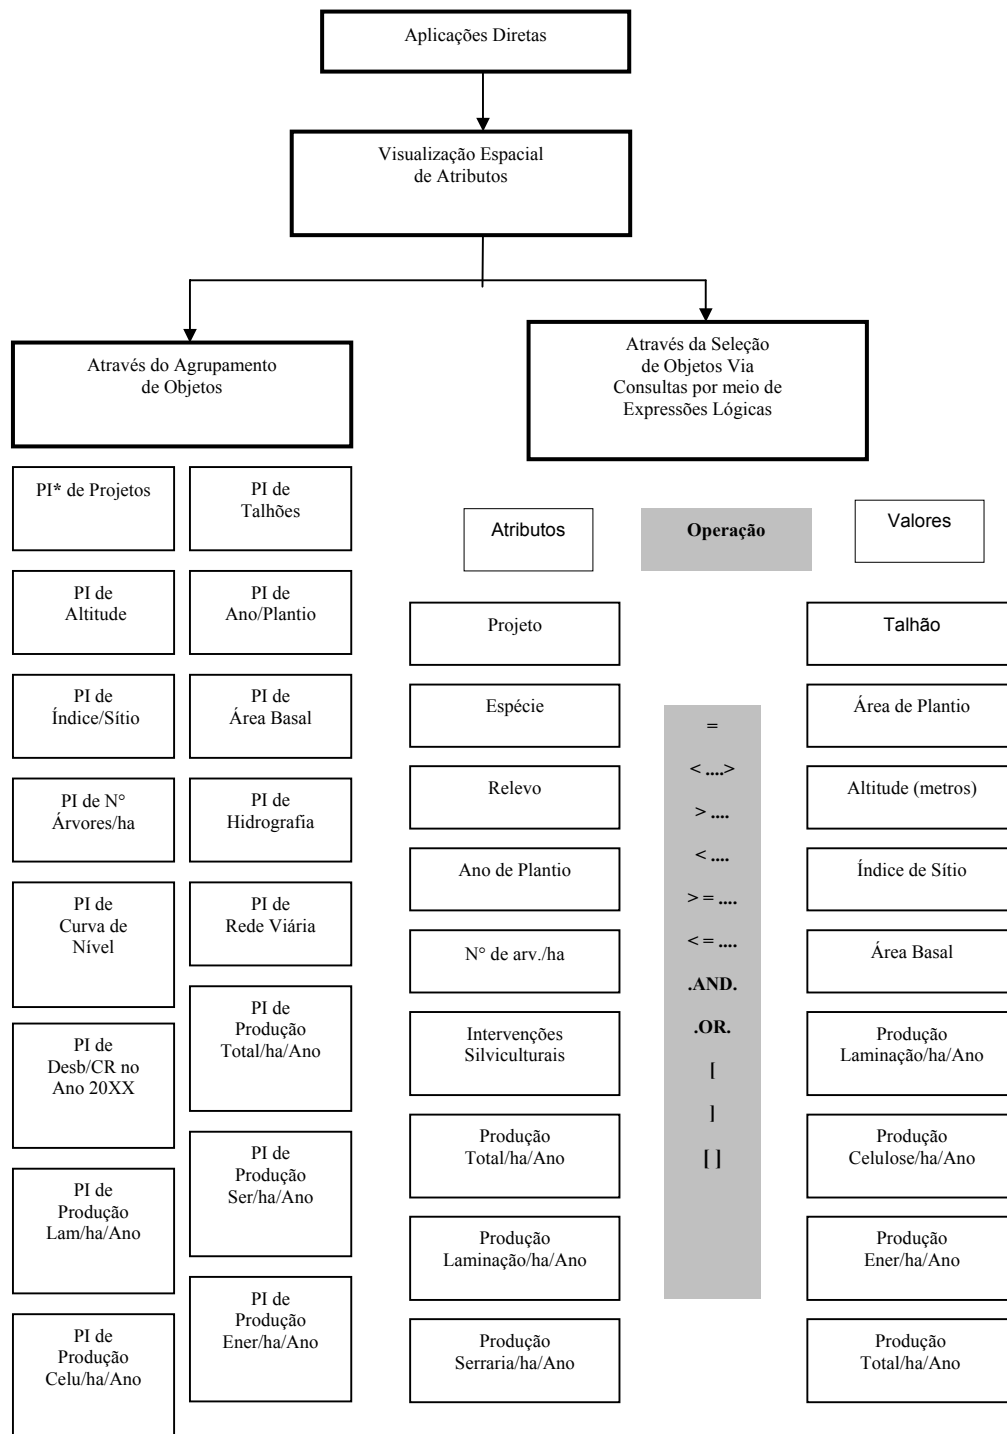 Aplicações Diretas
Visualização Espacial
de Atributos
Através do Agrupamento
de Objetos
Através da Seleção
de Objetos Via
Consultas por meio de
Expressões Lógicas
PI* de Projetos
PI de
Talhões
PI de
Altitude
PI de
Ano/Plantio
PI de
Índice/Sítio
PI de
Área Basal
PI de N°
Árvores/ha
PI de
Hidrografia
PI de
Curva de
Nível
PI de
Rede Viária
PI de
Desb/CR no
Ano 20XX
PI de
Produção
Total/ha/Ano
PI de
Produção
Lam/ha/Ano
PI de
Produção
Ser/ha/Ano
PI de
Produção
Celu/ha/Ano
PI de
Produção
Ener/ha/Ano
Atributos
Projeto
Espécie
Relevo
Ano de Plantio
N° de arv./ha
Intervenções
Silviculturais
Produção
Total/ha/Ano
Produção
Laminação/ha/Ano
Produção
Serraria/ha/Ano
Operação
=
< ....>
> ....
< ....
> = ....
< = ....
.AND.
.OR.
[
]
[ ]
Valores
Talhão
Área de Plantio
Altitude (metros)
Índice de Sítio
Área Basal
Produção
Laminação/ha/Ano
Produção
Celulose/ha/Ano
Produção
Ener/ha/Ano
Produção
Total/ha/Ano